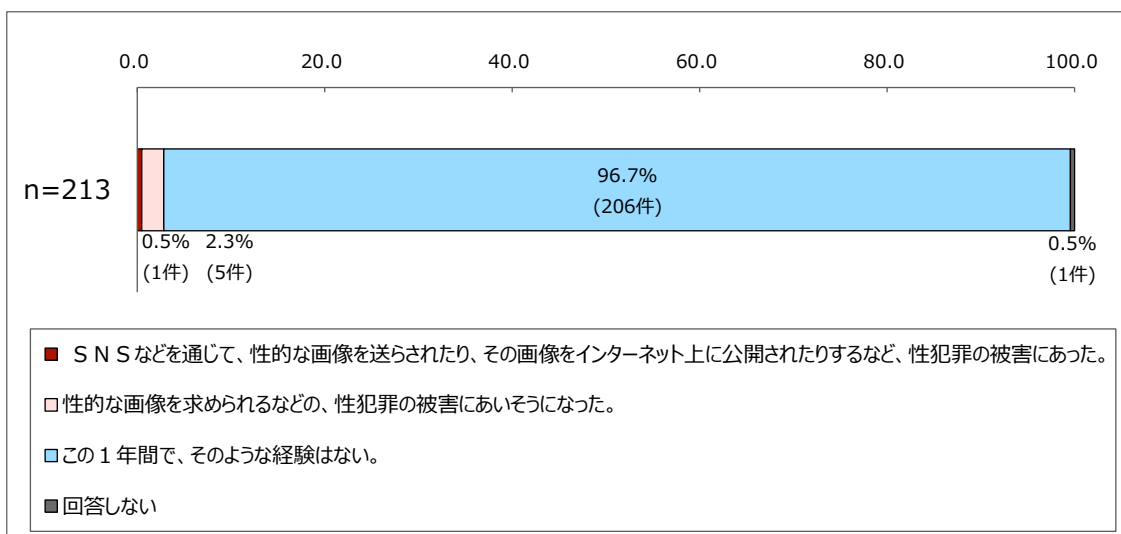 0.0 20.0 40.0 60.0 80.0 100.0
n=213
96.7%
(206件)
0.5% 2.3% 0.5%
(1件) (5件) (1件)
■ ＳＮＳなどを通じて、性的な画像を送らされたり、その画像をインターネット上に公開されたりするなど、性犯罪の被害にあった。
□性的な画像を求められるなどの、性犯罪の被害にあいそうになった。
□この１年間で、そのような経験はない。
■回答しない